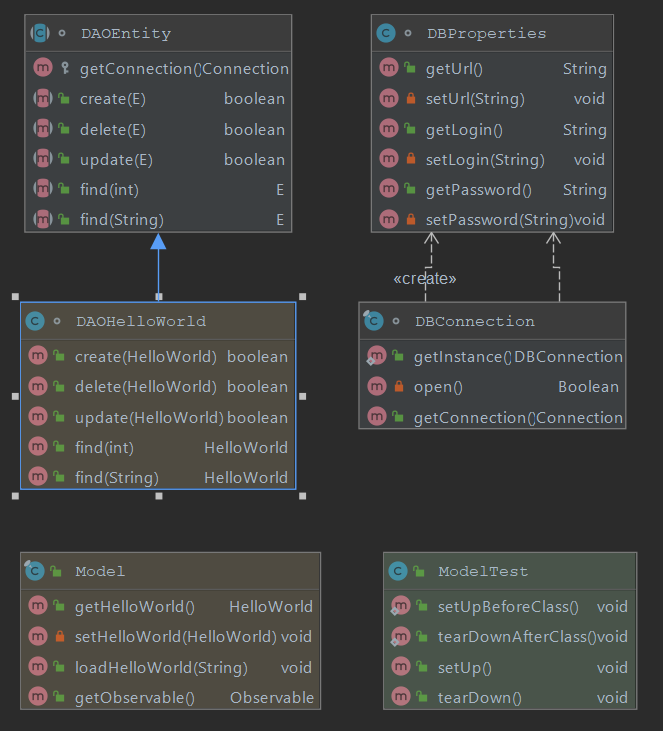 DAOEntity
getConnection() Connection
create(E) boolean
delete(E) boolean
update(E) boolean
find(int) E
find(String) E
DBProperties
getUrl() String
setUrl(String) void
getLogin() String
setLogin(String) void
getPassword() String
setPassword(String) void
«create»
DAOHelloWorld
create(HelloWorld) boolean
delete(HelloWorld) boolean
update(HelloWorld) boolean
find(int) HelloWorld
find(String) HelloWorld
DBConnection
getInstance() DBConnection
open() Boolean
getConnection() Connection
Model
getHelloWorld() HelloWorld
setHelloWorld(HelloWorld) void
loadHelloWorld(String) void
getObservable() Observable
ModelTest
setUpBeforeClass() void
tearDownAfterClass() void
setUp() void
tearDown() void